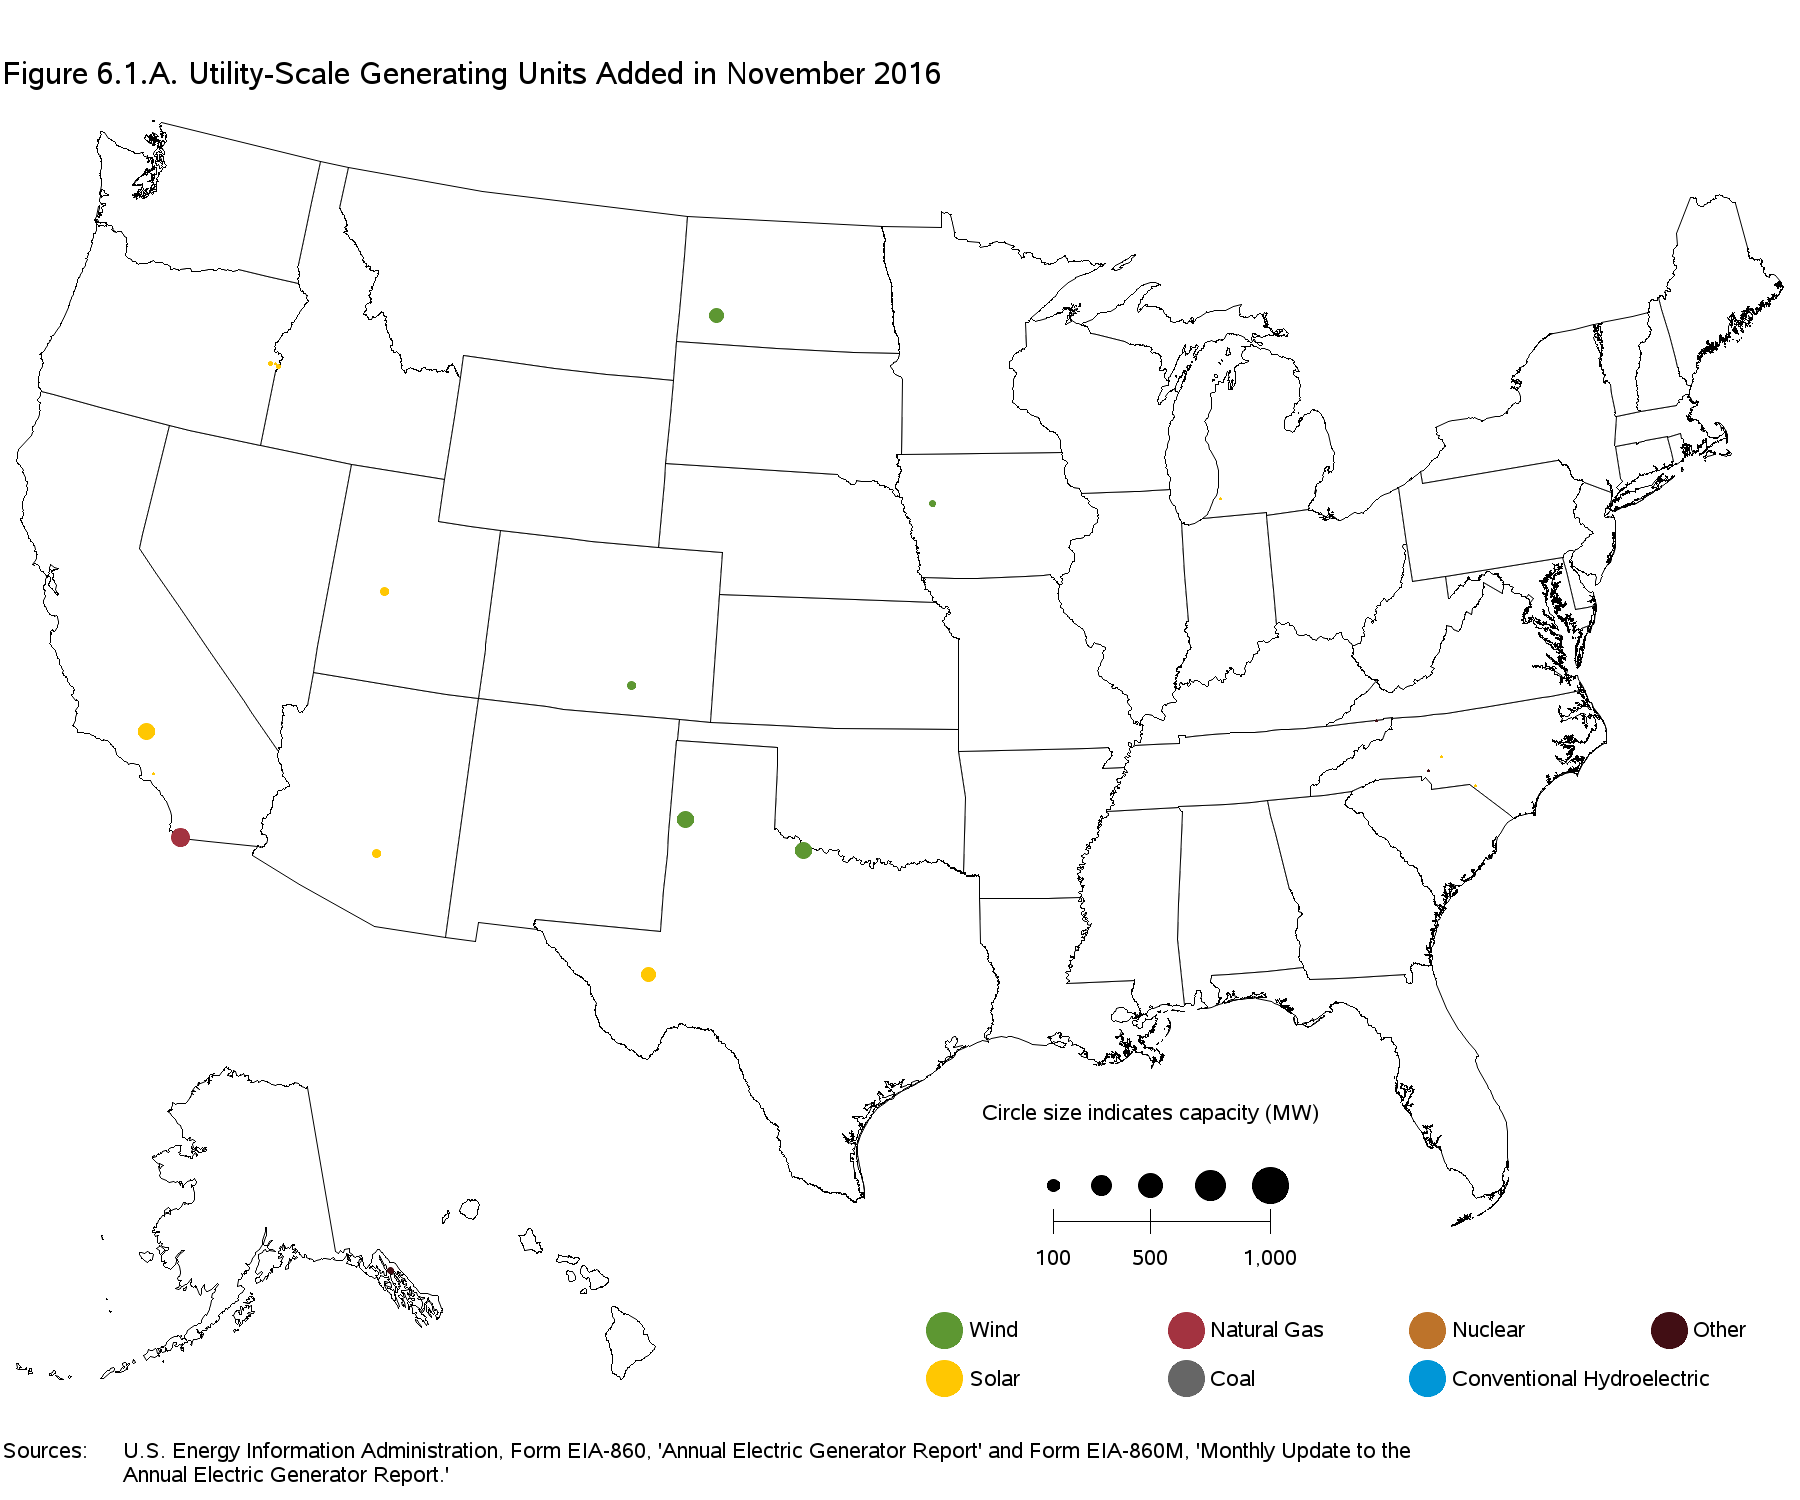 Figure 6.1.A. Utility-Scale Generating Units Added in November 2016
Circle size indicates capacity (MW)
100 500 1,000
Wind Natural Gas Nuclear Other
Solar Coal Conventional Hydroelectric
Sources: U.S. Energy Information Administration, Form EIA-860, 'Annual Electric Generator Report' and Form EIA-860M, 'Monthly Update to the
Annual Electric Generator Report.'